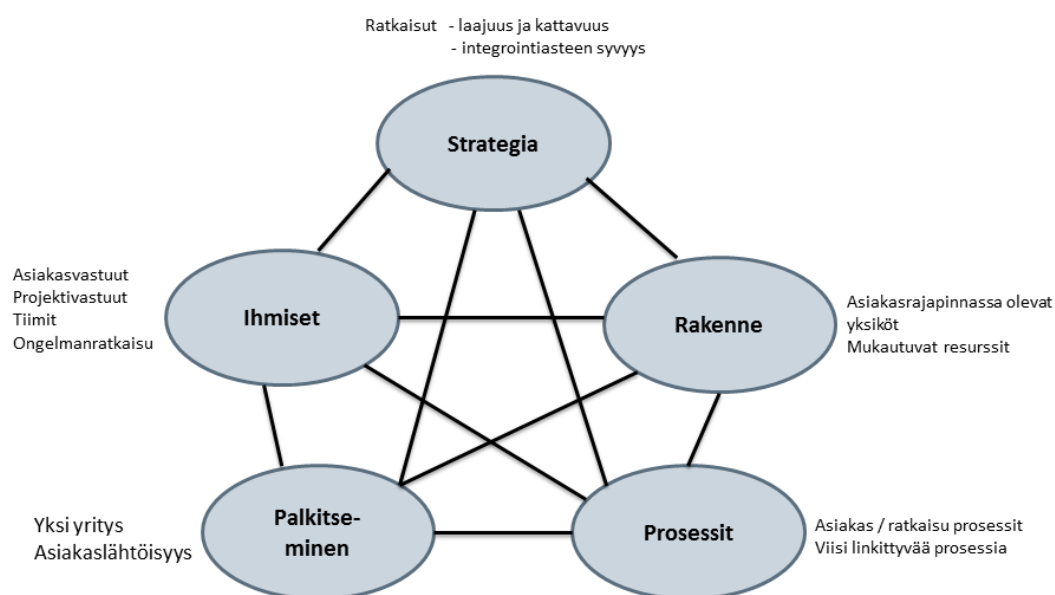 Ratkaisut - laajuus ja kattavuus
- integrointiasteen syvyys
Strategia
Asiakasvastuut
Projektivastuut
Tiimit
Ongelmanratkaisu
Ihmiset
Rakenne
Asiakasrajapinnassa olevat
yksiköt
Mukautuvat resurssit
Yksi yritys
Asiakaslähtöisyys
Palkitse-
minen
Prosessit
Asiakas / ratkaisu prosessit
Viisi linkittyvää prosessia